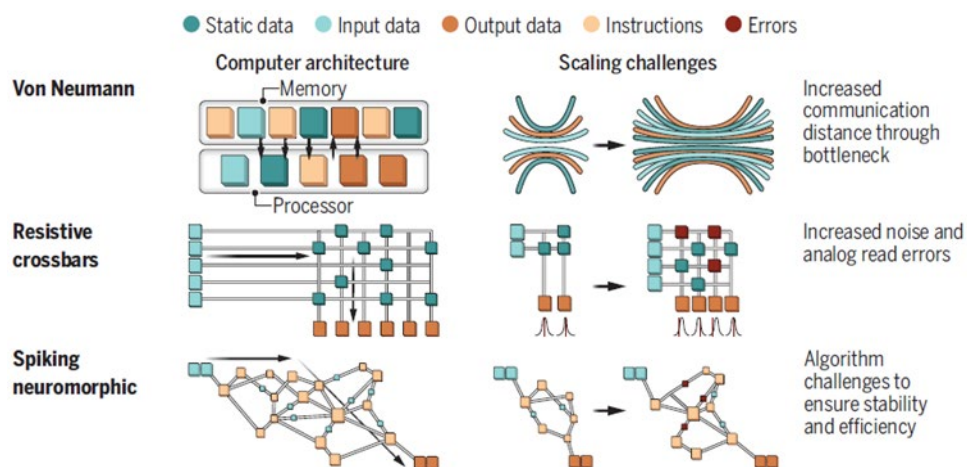 Static data Input data Output data Instructions Errors
Computer architecture Scaling challenges
Von Neumann
Memory
Processor
Increased
communication
distance through
bottleneck
Resistive
crossbars
Increased noise and
analog read errors
Spiking
neuromorphic
Algorithm
challenges to
ensure stability
and efficiency